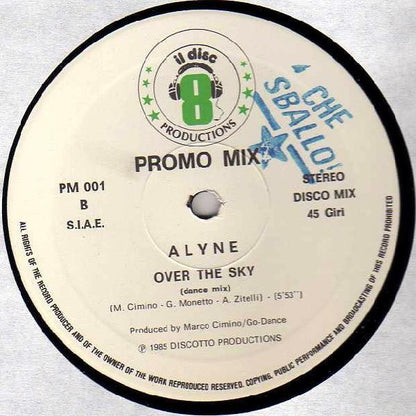 il disc
8
PRODUCTIONS
CHE
SBALLO!
PROMO MIX
PM 001
B
S.I.A.E.
STEREO
DISCO MIX
45 Giri
ALYNE
OVER THE SKY
(dance mix)
(M. Cimino - G. Monetto - A. Zitelli) - (5'53'')
Produced by Marco Cimino/Go-Dance
Ⓟ 1985 DISCOTTO PRODUCTIONS
ALL RIGHTS OF THE RECORD PRODUCER AND OF THE OWNER OF THE WORK REPRODUCED RESERVED. COPYING, PUBLIC PERFORMANCE AND BROADCASTING OF THIS RECORD PROHIBITED